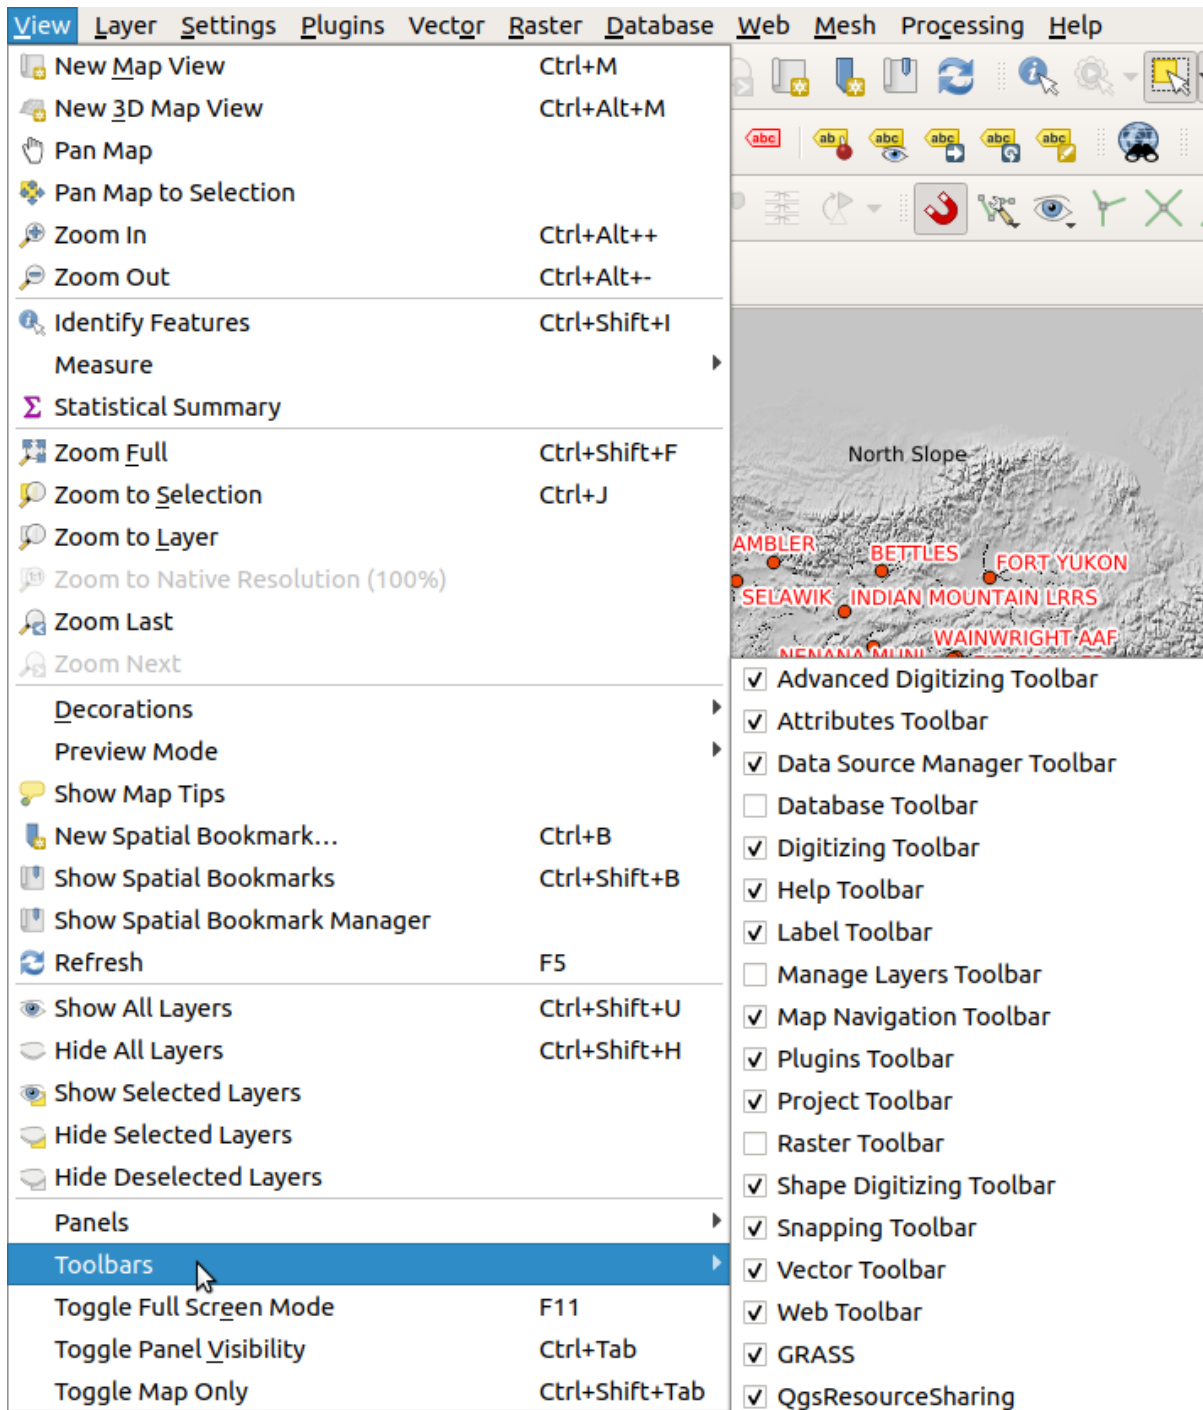 View Layer Settings Plugins Vector Raster Database Web Mesh Processing Help
New Map View Ctrl+M
New 3D Map View Ctrl+Alt+M
Pan Map
Pan Map to Selection
Zoom In Ctrl+Alt++
Zoom Out Ctrl+Alt+-
Identify Features Ctrl+Shift+I
Measure
Statistical Summary
Zoom Full Ctrl+Shift+F
Zoom to Selection Ctrl+J
Zoom to Layer
Zoom to Native Resolution (100%)
Zoom Last
Zoom Next
Decorations
Preview Mode
Show Map Tips
New Spatial Bookmark... Ctrl+B
Show Spatial Bookmarks Ctrl+Shift+B
Show Spatial Bookmark Manager
Refresh F5
Show All Layers Ctrl+Shift+U
Hide All Layers Ctrl+Shift+H
Show Selected Layers
Hide Selected Layers
Hide Deselected Layers
Panels
Toolbars
Toggle Full Screen Mode F11
Toggle Panel Visibility Ctrl+Tab
Toggle Map Only Ctrl+Shift+Tab
abc ab abc abc abc abc
North Slope
AMBLER
BETTLES
FORT YUKON
SELAWIK INDIAN MOUNTAIN LRRS
WAINWRIGHT AAF
NENANA MUNI
Advanced Digitizing Toolbar
Attributes Toolbar
Data Source Manager Toolbar
Database Toolbar
Digitizing Toolbar
Help Toolbar
Label Toolbar
Manage Layers Toolbar
Map Navigation Toolbar
Plugins Toolbar
Project Toolbar
Raster Toolbar
Shape Digitizing Toolbar
Snapping Toolbar
Vector Toolbar
Web Toolbar
GRASS
QgsResourceSharing